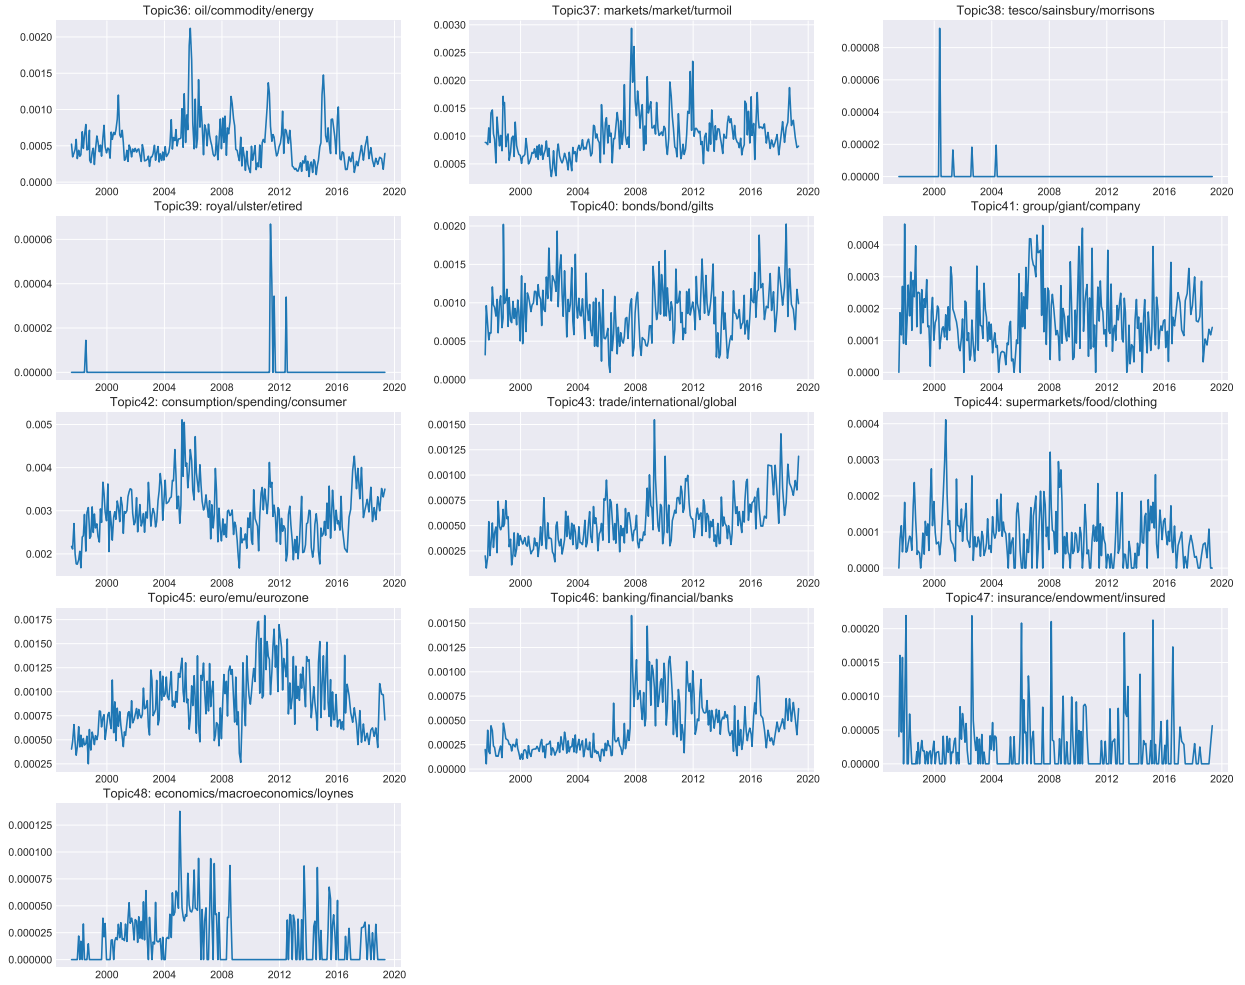 Topic36: oil/commodity/energy
0.0020
0.0015
0.0010
0.0005
0.0000
2000 2004 2008 2012 2016 2020
Topic37: markets/market/turmoil
0.0030
0.0025
0.0020
0.0015
0.0010
0.0005
2000 2004 2008 2012 2016 2020
Topic38: tesco/sainsbury/morrisons
0.00008
0.00006
0.00004
0.00002
0.00000
2000 2004 2008 2012 2016 2020
Topic39: royal/ulster/etired
0.00006
0.00004
0.00002
0.00000
2000 2004 2008 2012 2016 2020
Topic40: bonds/bond/gilts
0.0020
0.0015
0.0010
0.0005
0.0000
2000 2004 2008 2012 2016 2020
Topic41: group/giant/company
0.0004
0.0003
0.0002
0.0001
0.0000
2000 2004 2008 2012 2016 2020
Topic42: consumption/spending/consumer
0.005
0.004
0.003
0.002
2000 2004 2008 2012 2016 2020
Topic43: trade/international/global
0.00150
0.00125
0.00100
0.00075
0.00050
0.00025
2000 2004 2008 2012 2016 2020
Topic44: supermarkets/food/clothing
0.0004
0.0003
0.0002
0.0001
0.0000
2000 2004 2008 2012 2016 2020
Topic45: euro/emu/eurozone
0.00175
0.00150
0.00125
0.00100
0.00075
0.00050
0.00025
2000 2004 2008 2012 2016 2020
Topic46: banking/financial/banks
0.00150
0.00125
0.00100
0.00075
0.00050
0.00025
0.00000
2000 2004 2008 2012 2016 2020
Topic47: insurance/endowment/insured
0.00020
0.00015
0.00010
0.00005
0.00000
2000 2004 2008 2012 2016 2020
Topic48: economics/macroeconomics/loynes
0.000125
0.000100
0.000075
0.000050
0.000025
0.000000
2000 2004 2008 2012 2016 2020